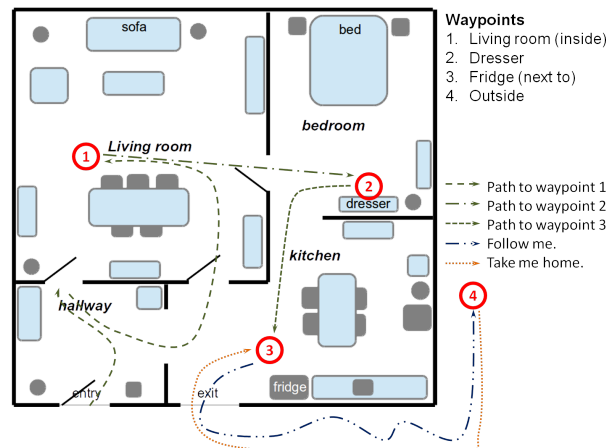 sofa
bed
Living room
bedroom
1
2
dresser
kitchen
hallway
3
4
fridge
entry
exit
Waypoints
1. Living room (inside)
2. Dresser
3. Fridge (next to)
4. Outside
Path to waypoint 1
Path to waypoint 2
Path to waypoint 3
Follow me.
Take me home.